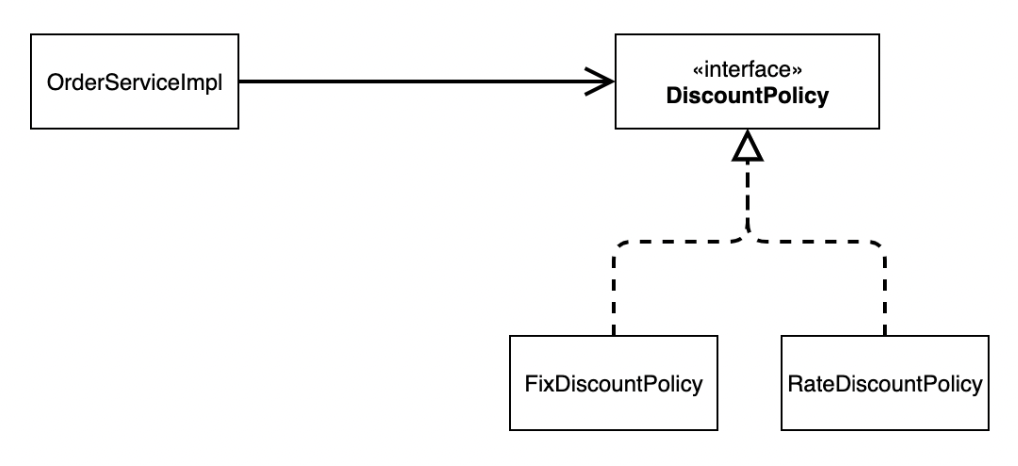 OrderServiceImpl
«interface»
DiscountPolicy
FixDiscountPolicy
RateDiscountPolicy